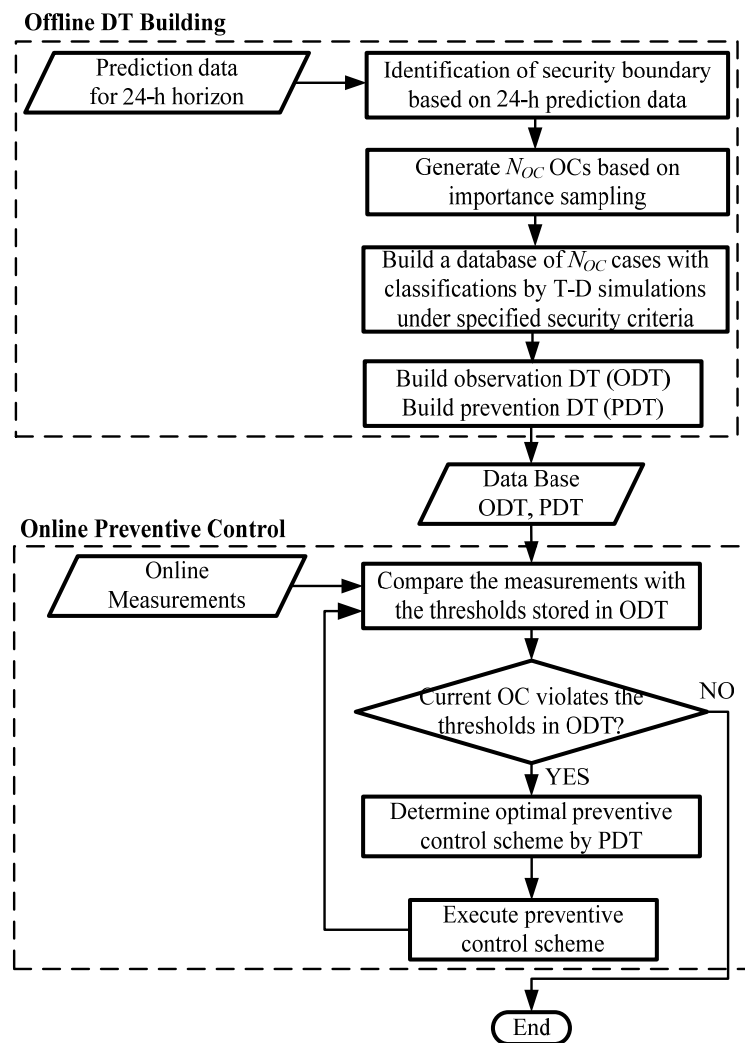 Offline DT Building
Prediction data
for 24-h horizon
Identification of security boundary
based on 24-h prediction data
Generate N_OC OCs based on
importance sampling
Build a database of N_OC cases with
classifications by T-D simulations
under specified security criteria
Build observation DT (ODT)
Build prevention DT (PDT)
Data Base
ODT, PDT
Online Preventive Control
Online
Measurements
Compare the measurements with
the thresholds stored in ODT
Current OC violates the
thresholds in ODT?
NO
YES
Determine optimal preventive
control scheme by PDT
Execute preventive
control scheme
End